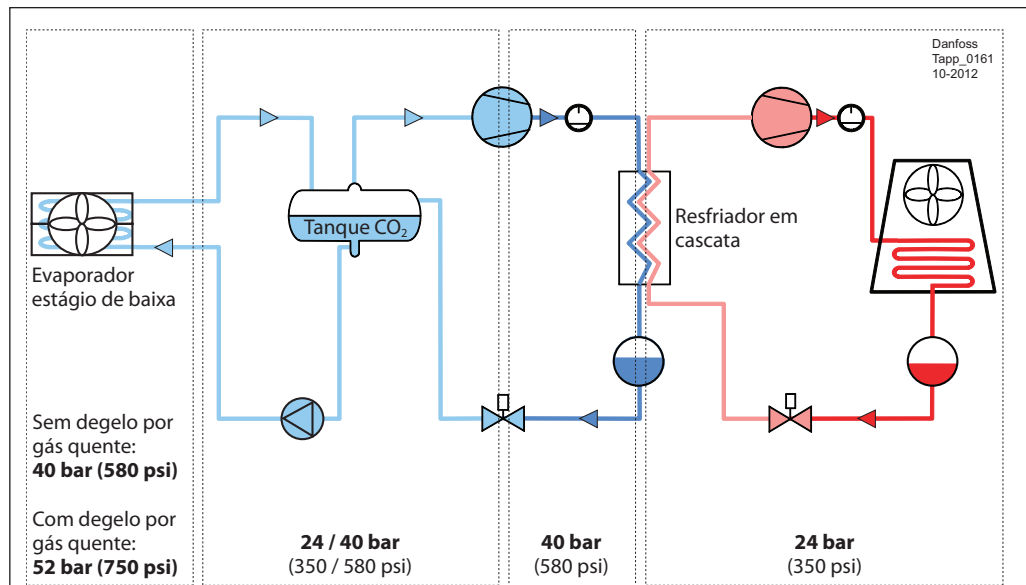 Danfoss
Tapp_0161
10-2012
Tanque CO₂
Resfriador em
cascata
Evaporador
estágio de baixa
Sem degelo por
gás quente:
40 bar (580 psi)
Com degelo por
gás quente:
52 bar (750 psi)
24 / 40 bar
(350 / 580 psi)
40 bar
(580 psi)
24 bar
(350 psi)